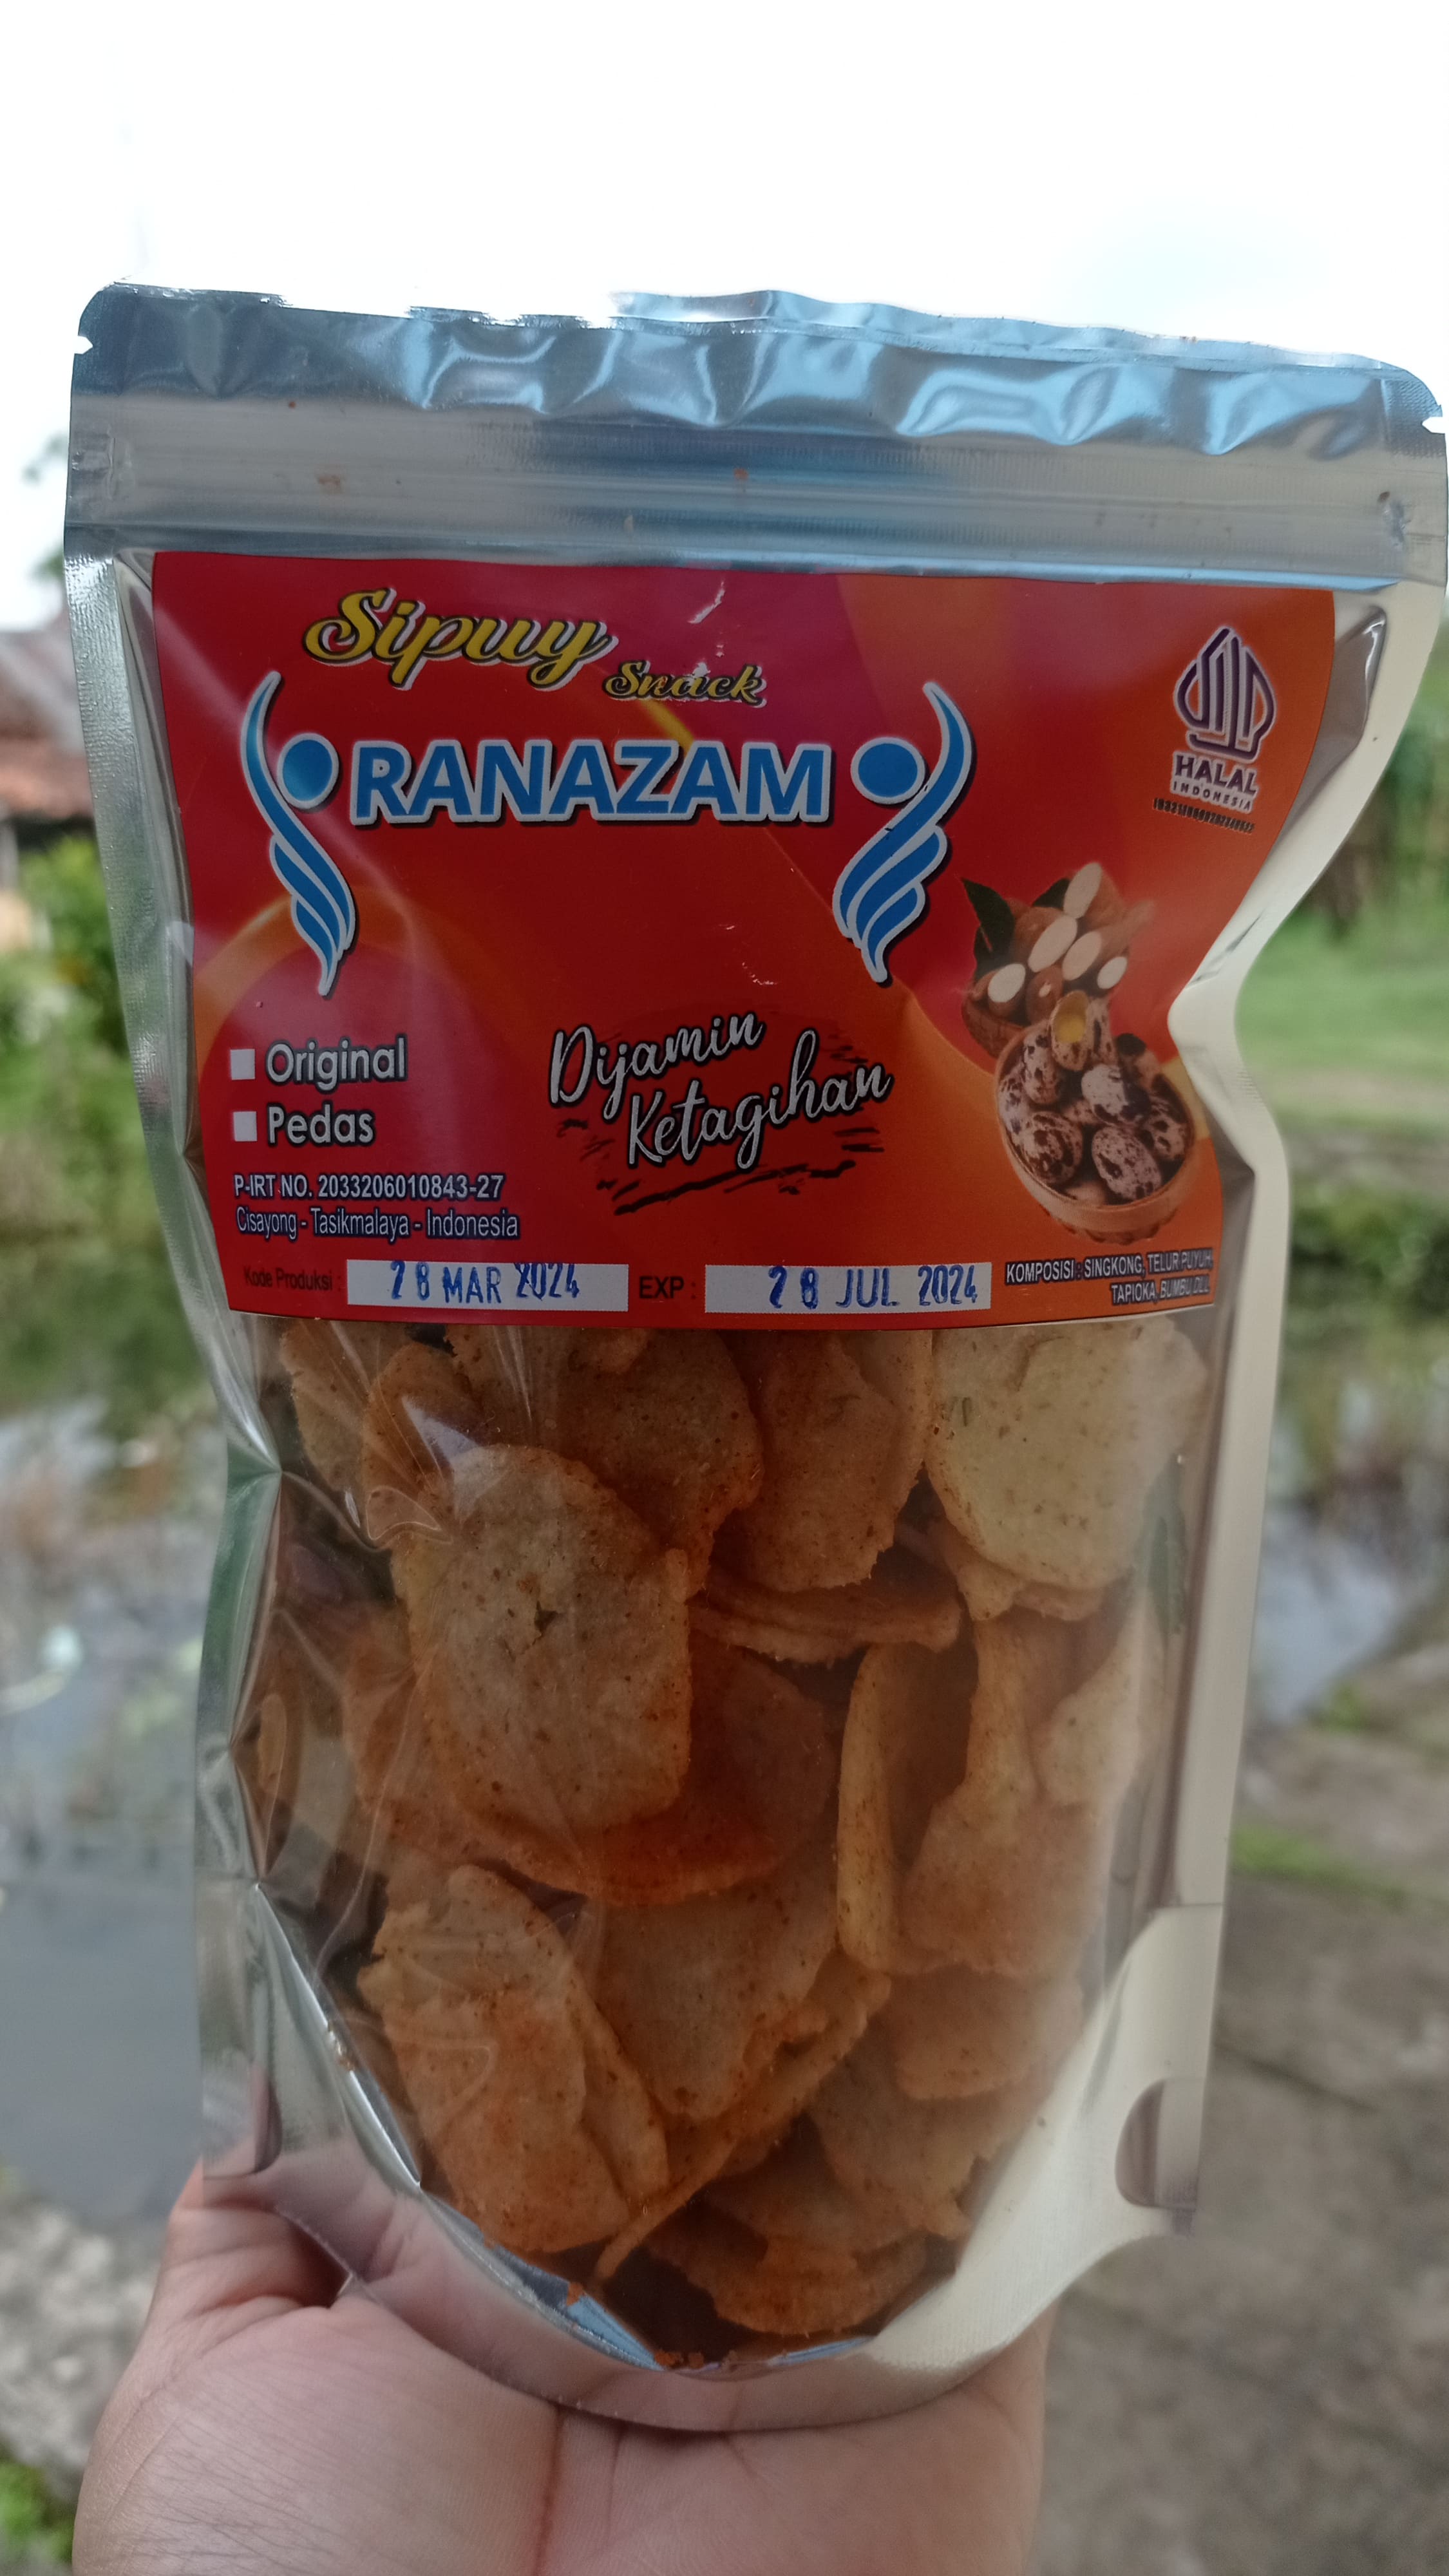 Sipuy
Snack
RANAZAM
HALAL
INDONESIA
Original
Pedas
Dijamin
Ketagihan
P-IRT NO. 2033206010843-27
Cisayong - Tasikmalaya - Indonesia
Kode Produksi : 28 MAR 2024 EXP : 28 JUL 2024
KOMPOSISI : SINGKONG, TELUR PUYUH,
TAPIOKA, BUMBU DLL